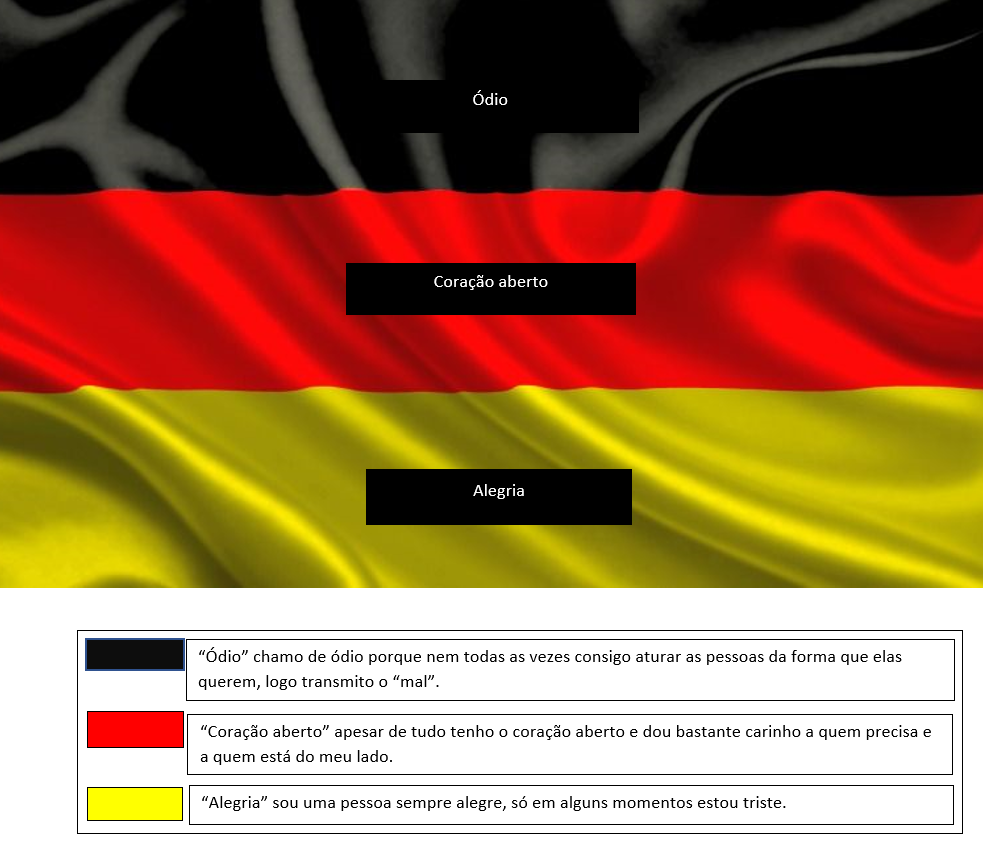 Ódio
Coração aberto
Alegria
“Ódio” chamo de ódio porque nem todas as vezes consigo aturar as pessoas da forma que elas
querem, logo transmito o “mal”.
“Coração aberto” apesar de tudo tenho o coração aberto e dou bastante carinho a quem precisa e
a quem está do meu lado.
“Alegria” sou uma pessoa sempre alegre, só em alguns momentos estou triste.